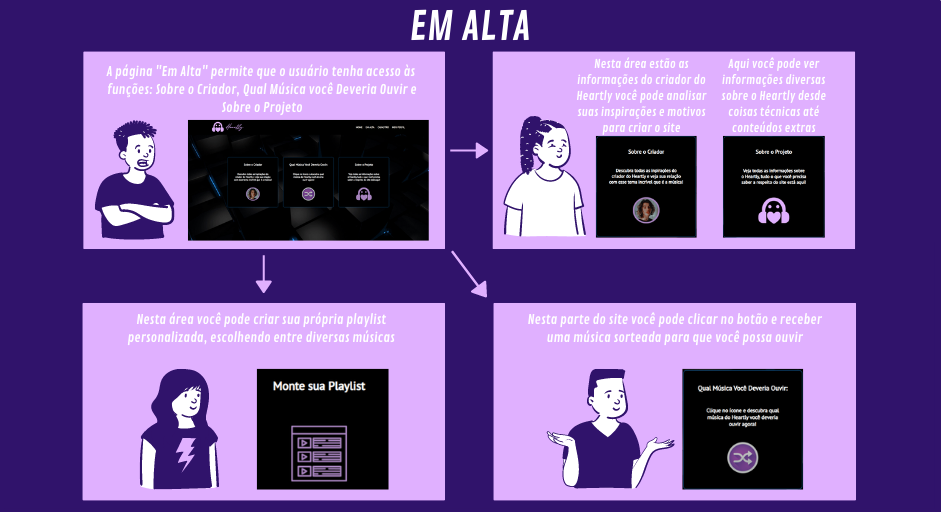 EM ALTA
A página "Em Alta" permite que o usuário tenha acesso às
funções: Sobre o Criador, Qual Música você Deveria Ouvir e
Sobre o Projeto
Heartly
Sobre o Criador
Qual Música Você Deveria Ouvir:
Sobre o Projeto
Nesta área estão as
informações do criador do
Heartly você pode analisar
suas inspirações e motivos
para criar o site
Sobre o Criador
Descubra todas as inpirações do
criador do Heartly e veja sua relação
com esse tema incrível que é a música!
Aqui você pode ver
informações diversas
sobre o Heartly desde
coisas técnicas até
conteúdos extras
Sobre o Projeto
Veja todas as informações sobre
o Heartly,tudo o que você precisa
saber a respeito do site está aqui!
Nesta área você pode criar sua própria playlist
personalizada, escolhendo entre diversas músicas
Monte sua Playlist
Nesta parte do site você pode clicar no botão e receber
uma música sorteada para que você possa ouvir
Qual Música Você Deveria Ouvir:
Clique no ícone e descubra qual
música do Heartly você deveria
ouvir agora!